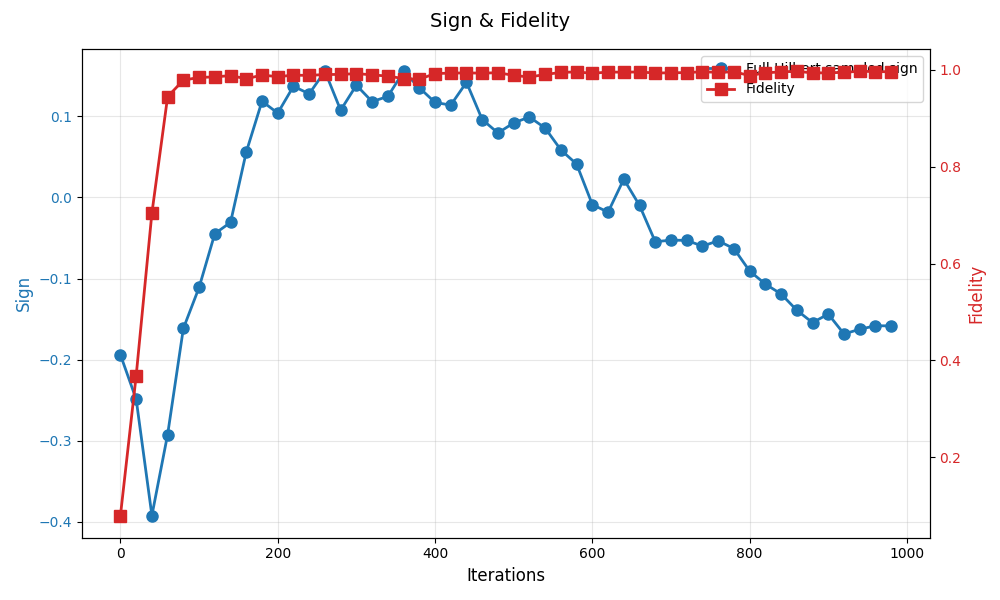 Sign & Fidelity
Full Hilbert sampled sign
Fidelity
0.1
0.0
−0.1
−0.2
−0.3
−0.4
Sign
1.0
0.8
0.6
0.4
0.2
Fidelity
0 200 400 600 800 1000
Iterations